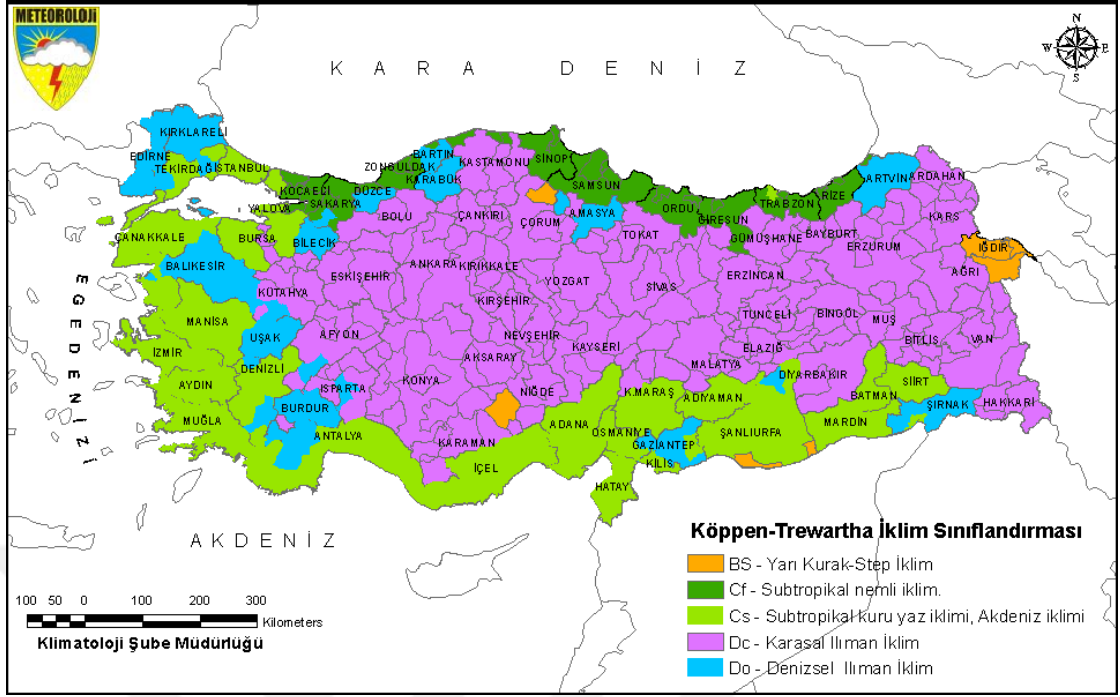 METEOROLOJİ
N
W E
S
KARA DENİZ
KIRKLARELİ
EDİRNE
TEKİRDAĞ
İSTANBUL
KOCAELİ
SAKARYA
YALOVA
DÜZCE
ZONGULDAK
BARTIN
KARABÜK
KASTAMONU
SİNOP
SAMSUN
ORDU
GİRESUN
TRABZON
RİZE
ARTVİN
ARDAHAN
KARS
IĞDIR
AĞRI
ÇANAKKALE
BURSA
BİLECİK
BOLU
ÇANKIRI
ÇORUM
AMASYA
TOKAT
GÜMÜŞHANE
BAYBURT
ERZURUM
BALIKESİR
KÜTAHYA
ESKİŞEHİR
ANKARA
KIRIKKALE
YOZGAT
SİVAS
ERZİNCAN
TUNCELİ
BİNGÖL
MUŞ
BİTLİS
VAN
EGE DENİZİ
MANİSA
UŞAK
AFYON
KIRŞEHİR
NEVŞEHİR
KAYSERİ
MALATYA
ELAZIĞ
İZMİR
DENİZLİ
AYDIN
ISPARTA
KONYA
AKSARAY
NİĞDE
K.MARAŞ
ADIYAMAN
DİYARBAKIR
BATMAN
SİİRT
ŞIRNAK
HAKKARİ
MUĞLA
BURDUR
ANTALYA
KARAMAN
İÇEL
ADANA
OSMANİYE
GAZİANTEP
KİLİS
ŞANLIURFA
MARDİN
HATAY
AKDENİZ
100 50 0 100 200 300
Kilometers
Klimatoloji Şube Müdürlüğü
Köppen-Trewartha İklim Sınıflandırması
BS - Yarı Kurak-Step İklim
Cf - Subtropikal nemli iklim.
Cs - Subtropikal kuru yaz iklimi, Akdeniz iklimi
Dc - Karasal Ilıman İklim
Do - Denizsel Ilıman İklim